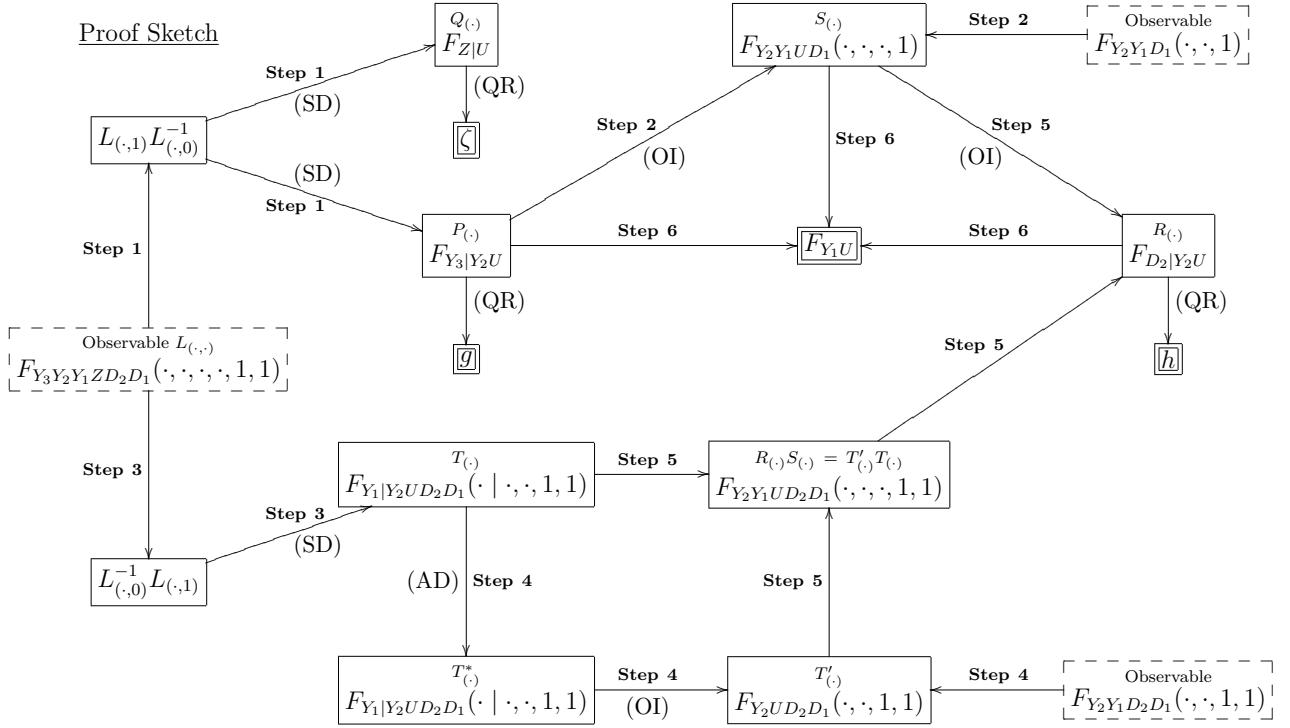 Proof Sketch
Q_{(·)}
F_{Z|U}
S_{(·)}
F_{Y_2Y_1UD_1}(·, ·, ·, 1)
Step 2
Observable
F_{Y_2Y_1D_1}(·, ·, 1)
Step 1
(SD)
(QR)
ζ
L_{(·,1)}L^{-1}_{(·,0)}
(SD)
Step 1
Step 2
(OI)
Step 6
Step 5
(OI)
Step 1
P_{(·)}
F_{Y_3|Y_2U}
Step 6
F_{Y_1U}
Step 6
R_{(·)}
F_{D_2|Y_2U}
(QR)
g
(QR)
h
Observable L_{(·,·)}
F_{Y_3Y_2Y_1ZD_2D_1}(·, ·, ·, ·, 1, 1)
Step 5
Step 3
T_{(·)}
F_{Y_1|Y_2UD_2D_1}(· | ·, ·, 1, 1)
Step 5
R_{(·)}S_{(·)} = T'_{(·)}T_{(·)}
F_{Y_2Y_1UD_2D_1}(·, ·, ·, 1, 1)
Step 3
(SD)
L^{-1}_{(·,0)}L_{(·,1)}
(AD)
Step 4
Step 5
T^*_{(·)}
F_{Y_1|Y_2UD_2D_1}(· | ·, ·, 1, 1)
Step 4
(OI)
T'_{(·)}
F_{Y_2UD_2D_1}(·, ·, 1, 1)
Step 4
Observable
F_{Y_2Y_1D_2D_1}(·, ·, 1, 1)